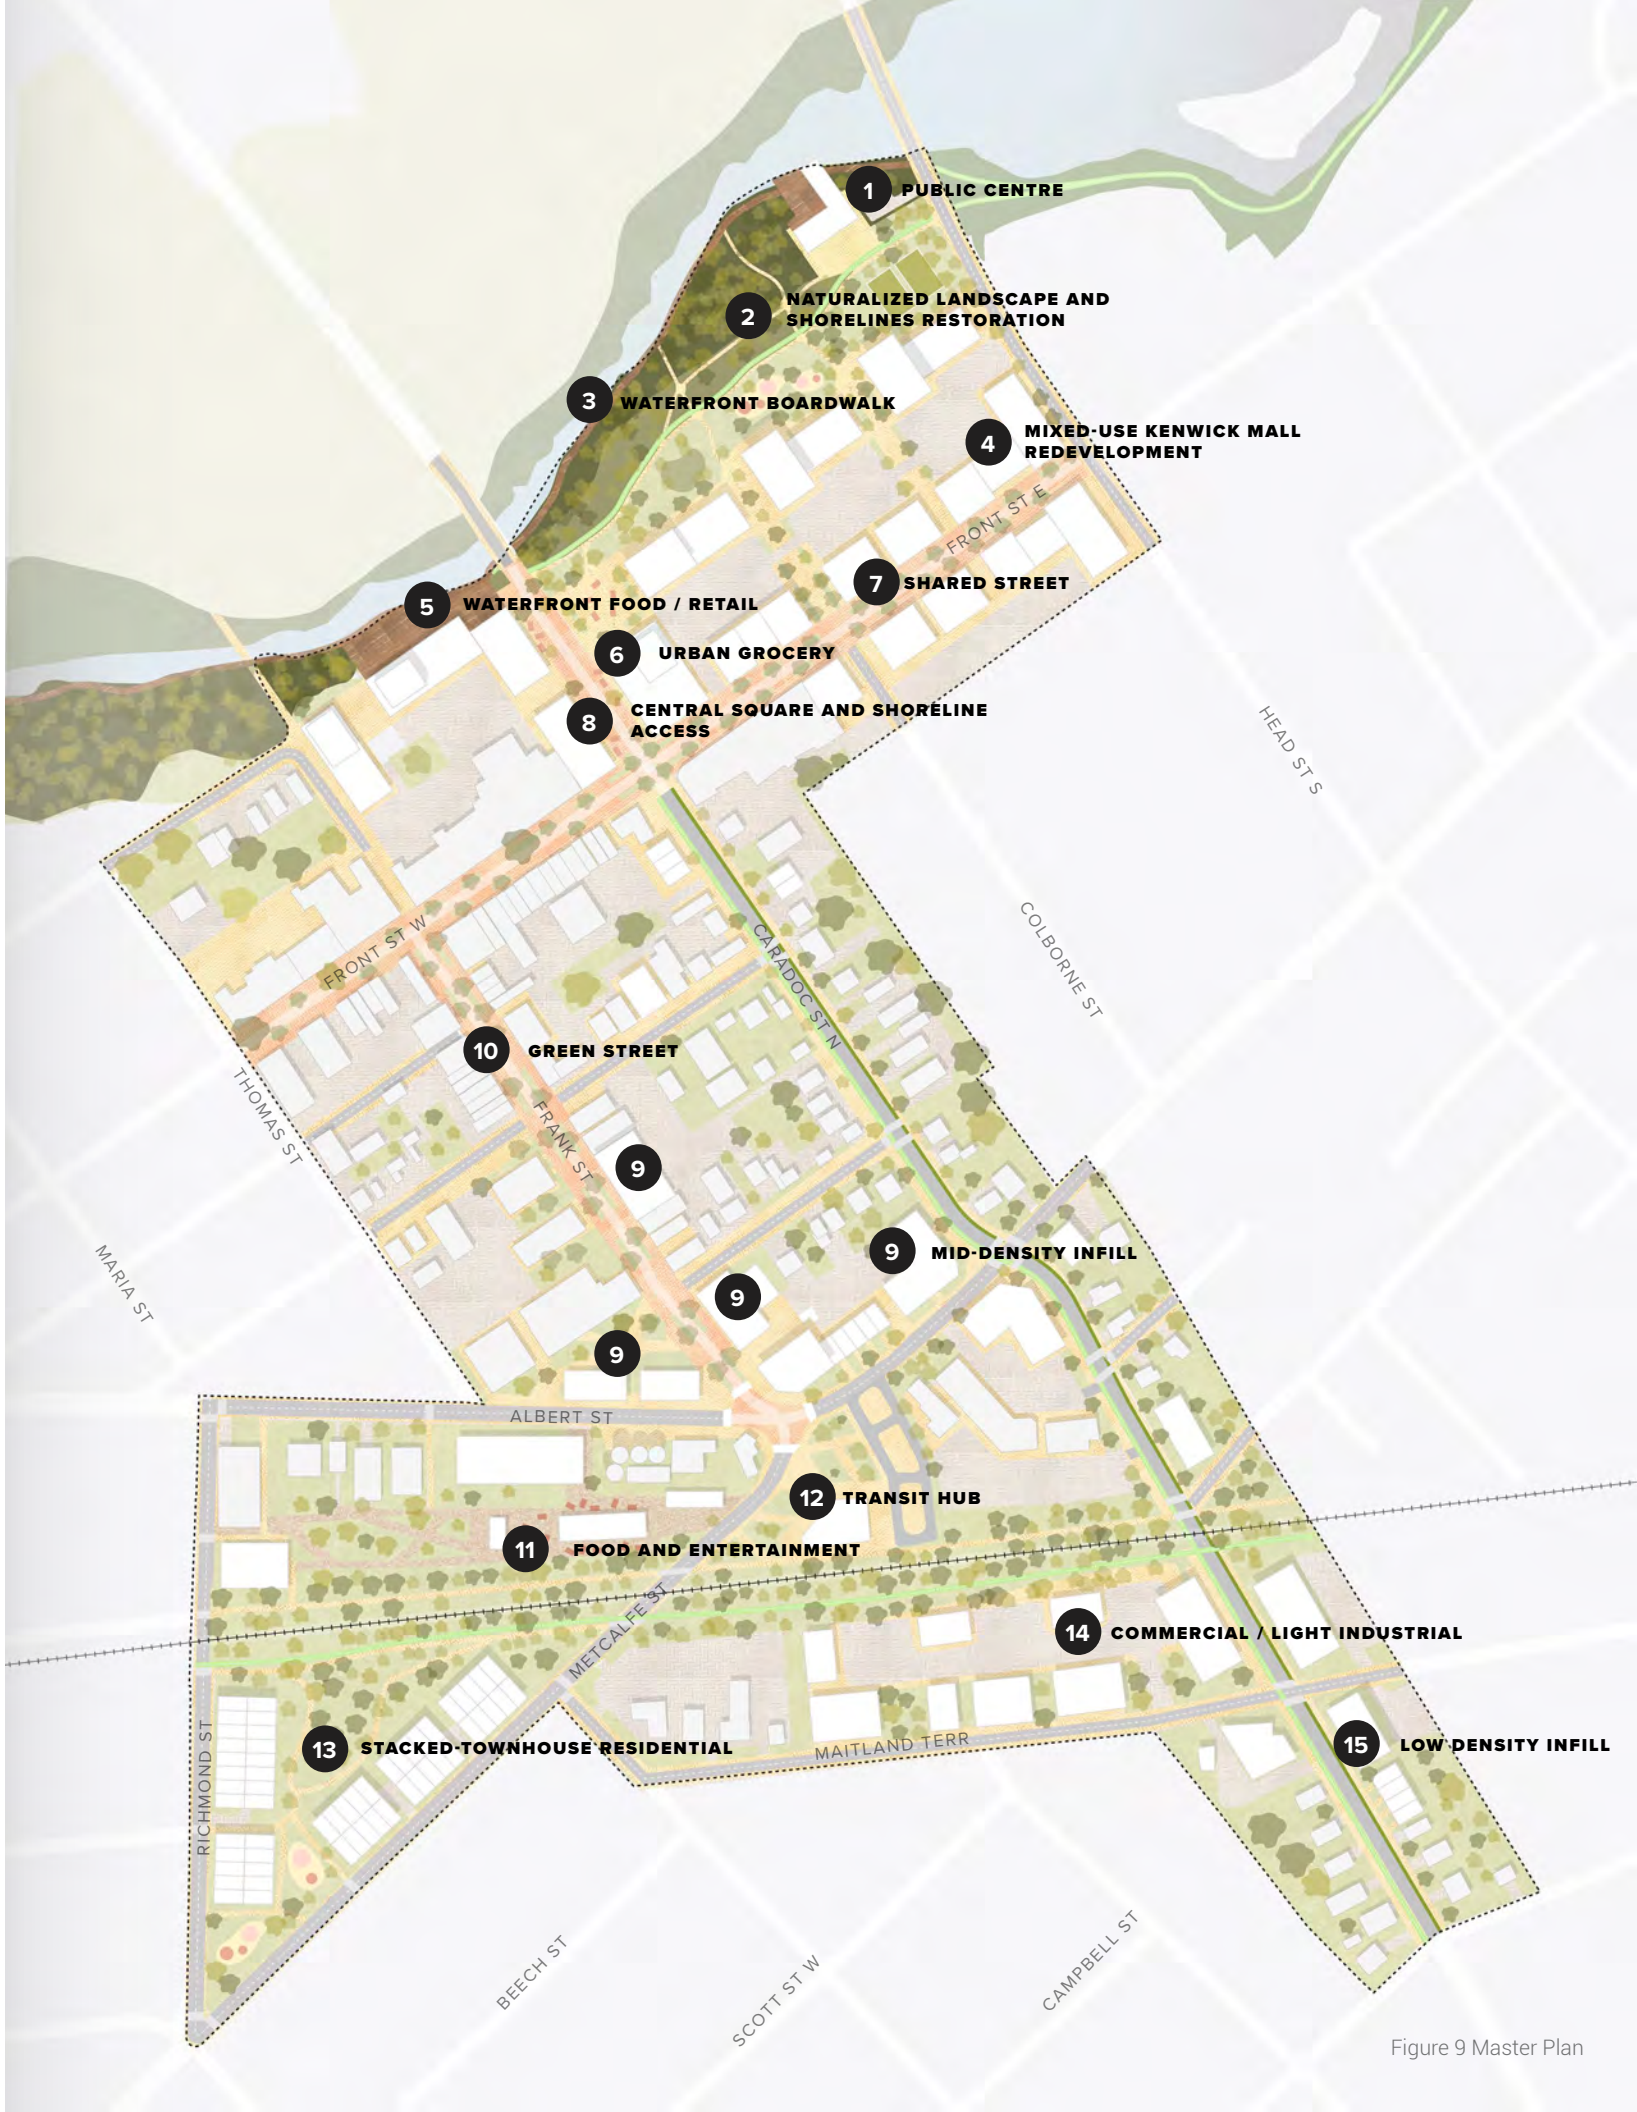 1 PUBLIC CENTRE
2 NATURALIZED LANDSCAPE AND
SHORELINES RESTORATION
3 WATERFRONT BOARDWALK
4 MIXED-USE KENWICK MALL
REDEVELOPMENT
FRONT ST E
7 SHARED STREET
5 WATERFRONT FOOD / RETAIL
6 URBAN GROCERY
8 CENTRAL SQUARE AND SHORELINE
ACCESS
HEAD ST S
FRONT ST W
CARADOC ST N
COLBORNE ST
10 GREEN STREET
THOMAS ST
FRANK ST
9
MARIA ST
9 MID-DENSITY INFILL
9
9
ALBERT ST
12 TRANSIT HUB
11 FOOD AND ENTERTAINMENT
METCALFE ST
14 COMMERCIAL / LIGHT INDUSTRIAL
RICHMOND ST
13 STACKED-TOWNHOUSE RESIDENTIAL
MAITLAND TERR
15 LOW DENSITY INFILL
BEECH ST
SCOTT ST W
CAMPBELL ST
Figure 9 Master Plan